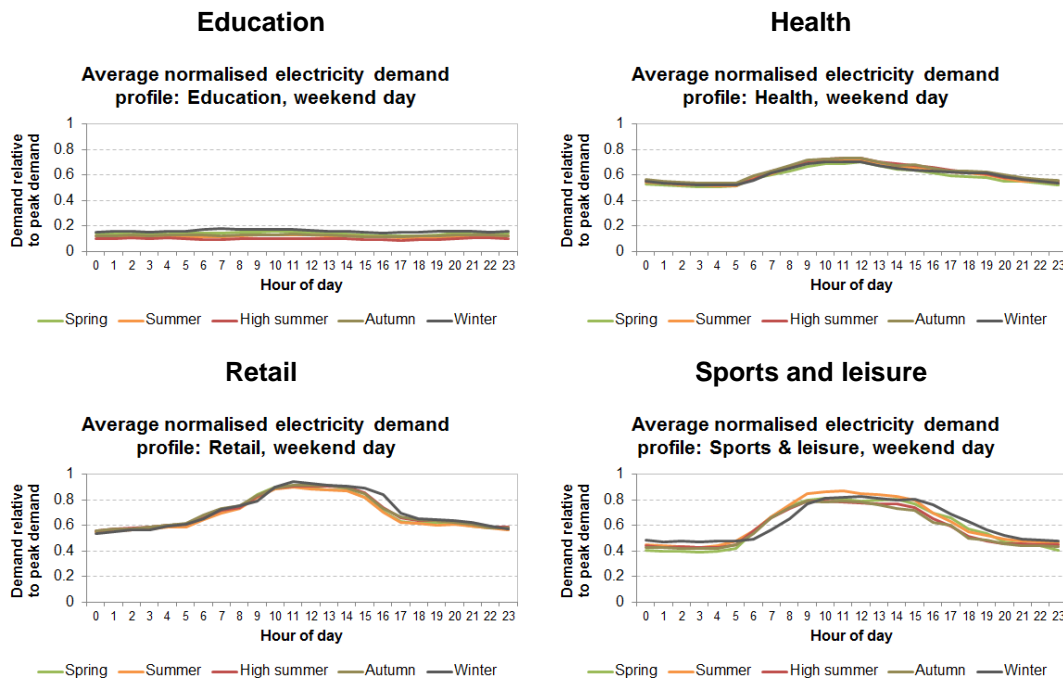 Education
Average normalised electricity demand
profile: Education, weekend day
Demand relative
to peak demand
1
0.8
0.6
0.4
0.2
0
0 1 2 3 4 5 6 7 8 9 10 11 12 13 14 15 16 17 18 19 20 21 22 23
Hour of day
Spring Summer High summer Autumn Winter
Health
Average normalised electricity demand
profile: Health, weekend day
Demand relative
to peak demand
1
0.8
0.6
0.4
0.2
0
0 1 2 3 4 5 6 7 8 9 10 11 12 13 14 15 16 17 18 19 20 21 22 23
Hour of day
Spring Summer High summer Autumn Winter
Retail
Average normalised electricity demand
profile: Retail, weekend day
Demand relative
to peak demand
1
0.8
0.6
0.4
0.2
0
0 1 2 3 4 5 6 7 8 9 10 11 12 13 14 15 16 17 18 19 20 21 22 23
Hour of day
Spring Summer High summer Autumn Winter
Sports and leisure
Average normalised electricity demand
profile: Sports & leisure, weekend day
Demand relative
to peak demand
1
0.8
0.6
0.4
0.2
0
0 1 2 3 4 5 6 7 8 9 10 11 12 13 14 15 16 17 18 19 20 21 22 23
Hour of day
Spring Summer High summer Autumn Winter